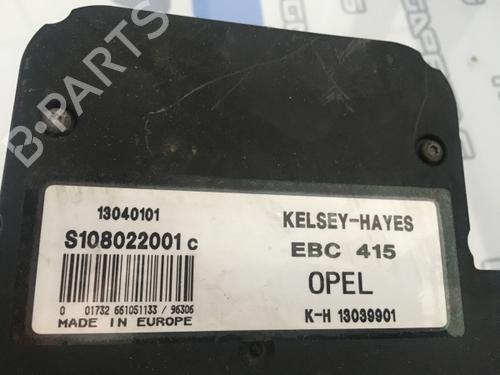 B-PARTS
13040101
KELSEY-HAYES
S108022001 C
EBC 415
OPEL
0 01732 661051133 / 96306
MADE IN EUROPE
K-H 13039901